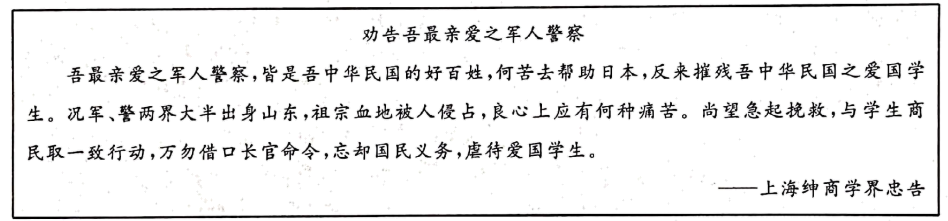 劝告吾最亲爱之军人警察
吾最亲爱之军人警察,皆是吾中华民国的好百姓,何苦去帮助日本,反来摧残吾中华民国之爱国学
生。况军、警两界大半出身山东,祖宗血地被人侵占,良心上应有何种痛苦。尚望急起挽救,与学生商
民取一致行动,万勿借口长官命令,忘却国民义务,虐待爱国学生。
——上海绅商学界忠告